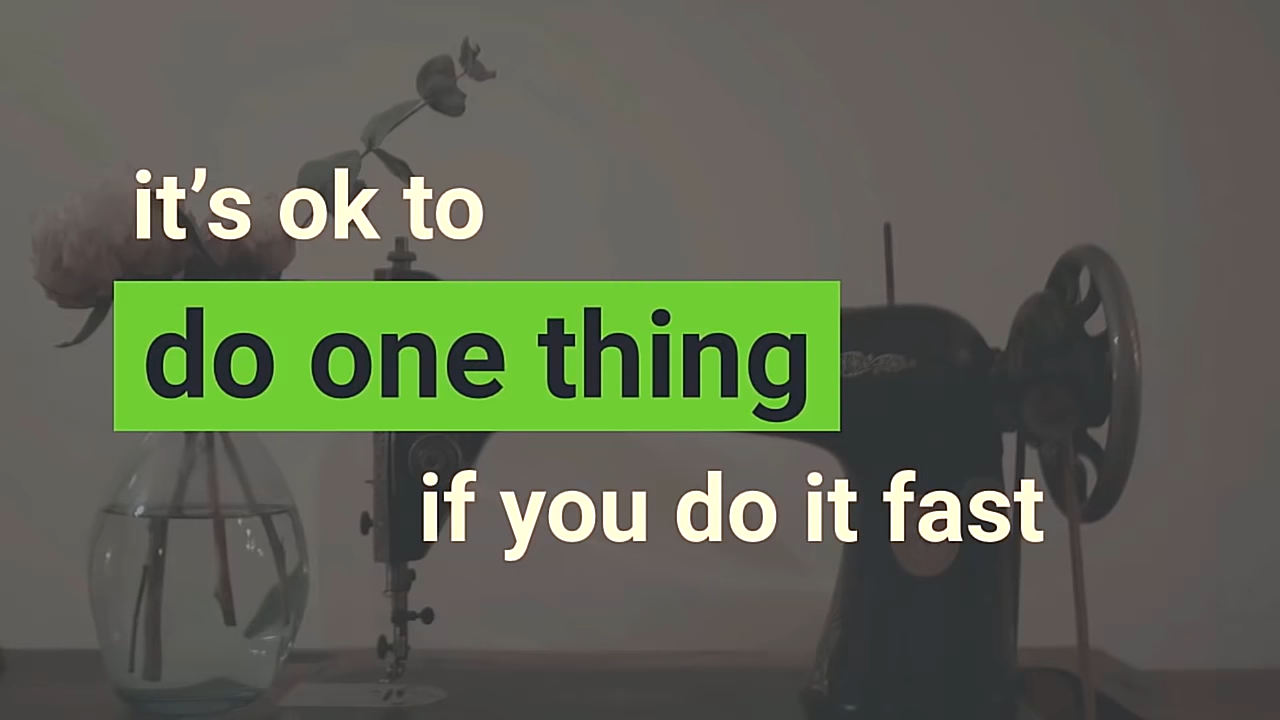 it’s ok to
do one thing
if you do it fast